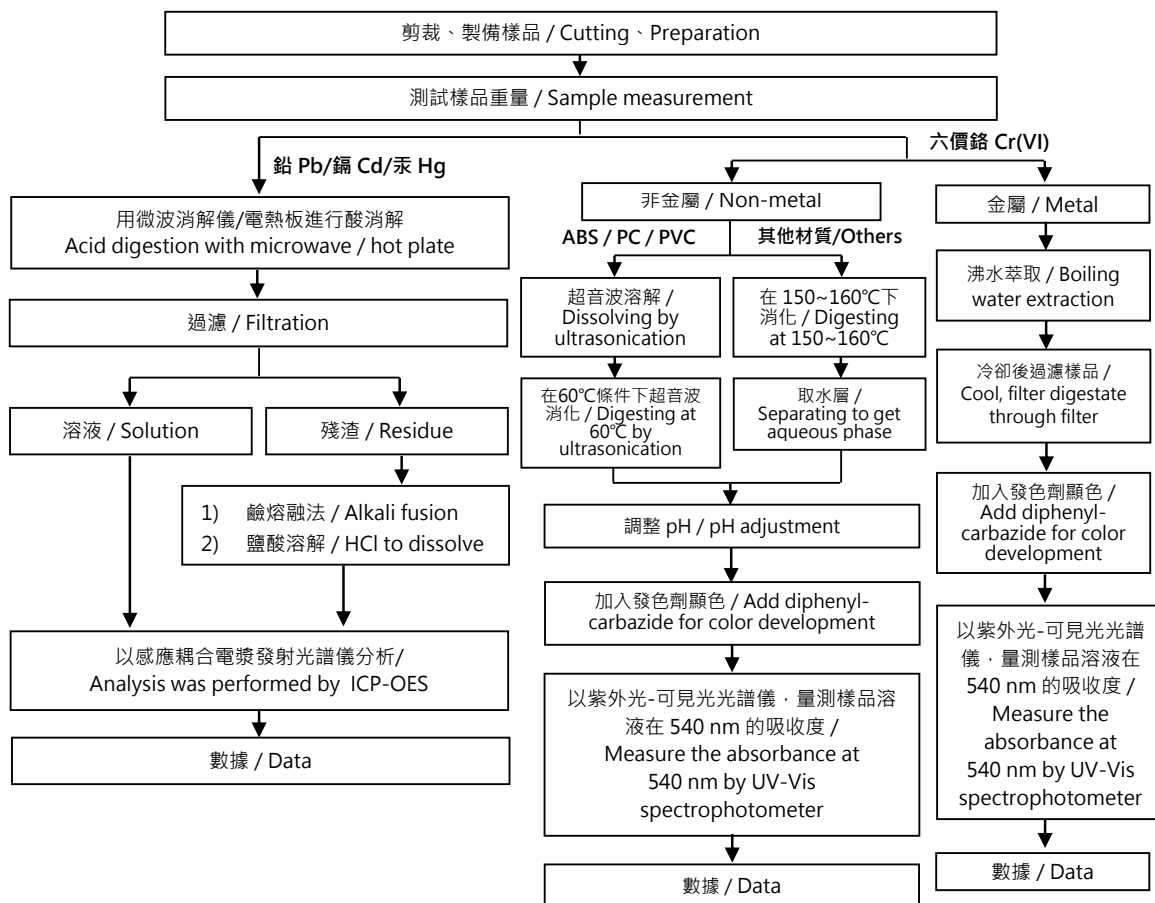 剪裁、製備樣品 / Cutting、Preparation
測試樣品重量 / Sample measurement
鉛 Pb/鎘 Cd/汞 Hg
六價鉻 Cr(VI)
用微波消解儀/電熱板進行酸消解
Acid digestion with microwave / hot plate
過濾 / Filtration
溶液 / Solution
殘渣 / Residue
1) 鹼熔融法 / Alkali fusion
2) 鹽酸溶解 / HCl to dissolve
以感應耦合電漿發射光譜儀分析/
Analysis was performed by ICP-OES
數據 / Data
非金屬 / Non-metal
ABS / PC / PVC
其他材質/Others
超音波溶解 /
Dissolving by
ultrasonication
在60℃條件下超音波
消化 / Digesting at
60℃ by
ultrasonication
在 150~160℃下
消化 / Digesting
at 150~160℃
取水層 /
Separating to get
aqueous phase
調整 pH / pH adjustment
加入發色劑顯色 / Add diphenyl-
carbazide for color development
以紫外光-可見光光譜儀，量測樣品溶
液在 540 nm 的吸收度 /
Measure the absorbance at
540 nm by UV-Vis
spectrophotometer
數據 / Data
金屬 / Metal
沸水萃取 / Boiling
water extraction
冷卻後過濾樣品 /
Cool, filter digestate
through filter
加入發色劑顯色 /
Add diphenyl-
carbazide for color
development
以紫外光-可見光光譜
儀，量測樣品溶液在
540 nm 的吸收度 /
Measure the
absorbance at
540 nm by UV-Vis
spectrophotometer
數據 / Data